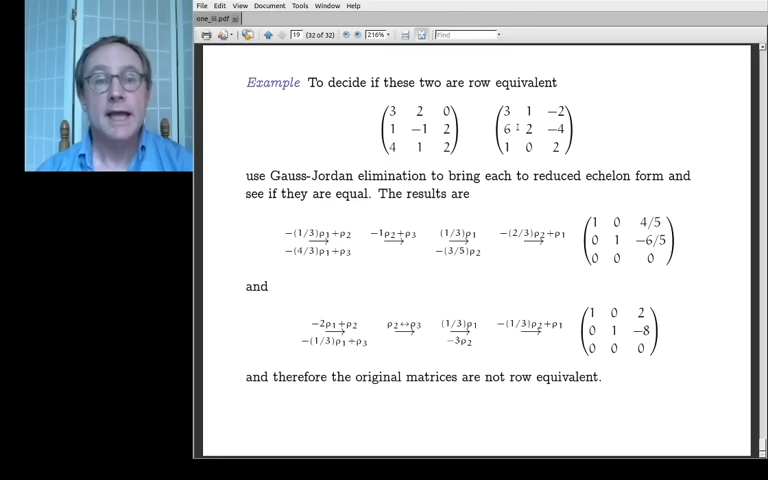 File Edit View Document Tools Window Help
one_iii.pdf
19 (32 of 32) 216% Find
Example To decide if these two are row equivalent
3 2 0 3 1 −2
1 −1 2 6 2 −4
4 1 2 1 0 2
use Gauss-Jordan elimination to bring each to reduced echelon form and
see if they are equal. The results are
−(1/3)ρ₁+ρ₂ −1ρ₂+ρ₃ (1/3)ρ₁ −(2/3)ρ₂+ρ₁ 1 0 4/5
−(4/3)ρ₁+ρ₃ −(3/5)ρ₂ 0 1 −6/5
0 0 0
and
−2ρ₁+ρ₂ ρ₂↔ρ₃ (1/3)ρ₁ −(1/3)ρ₂+ρ₁ 1 0 2
−(1/3)ρ₁+ρ₃ −3ρ₂ 0 1 −8
0 0 0
and therefore the original matrices are not row equivalent.